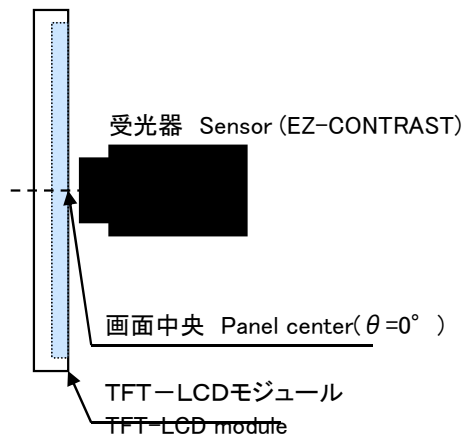 受光器 Sensor (EZ-CONTRAST)
画面中央 Panel center(θ=0° )
TFT-LCDモジュール
TFT-LCD module